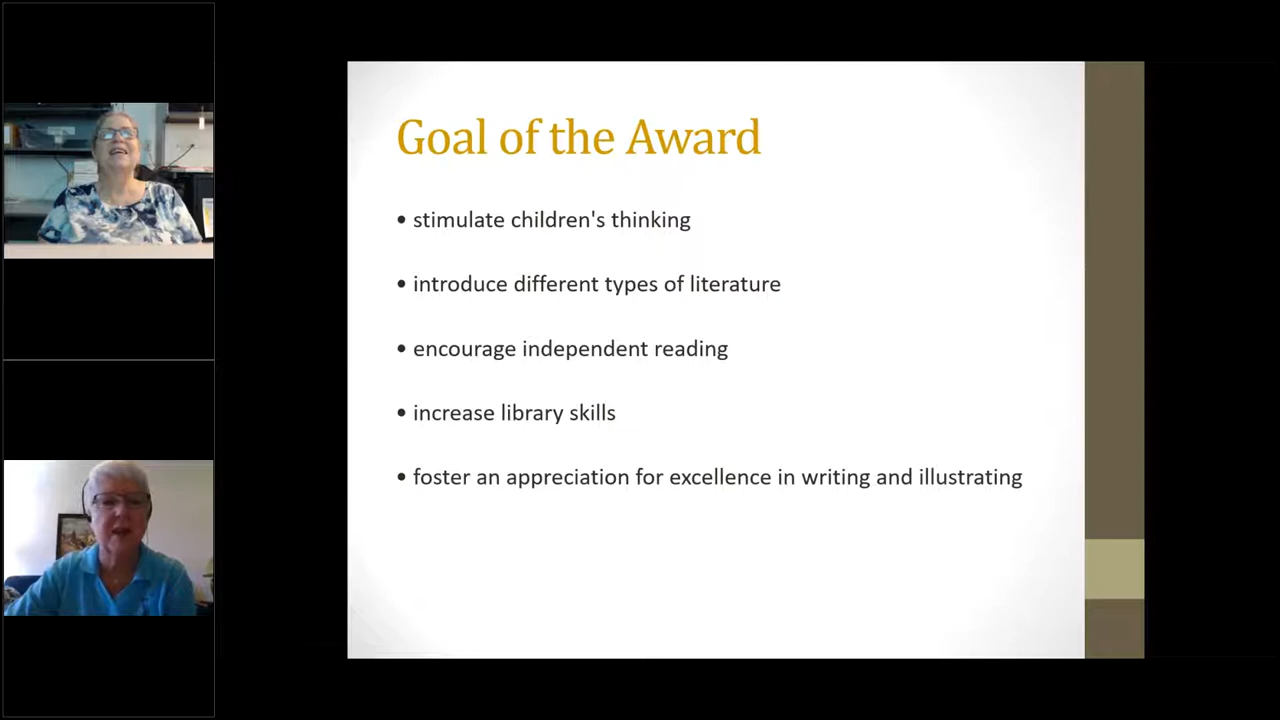 Goal of the Award
• stimulate children's thinking
• introduce different types of literature
• encourage independent reading
• increase library skills
• foster an appreciation for excellence in writing and illustrating